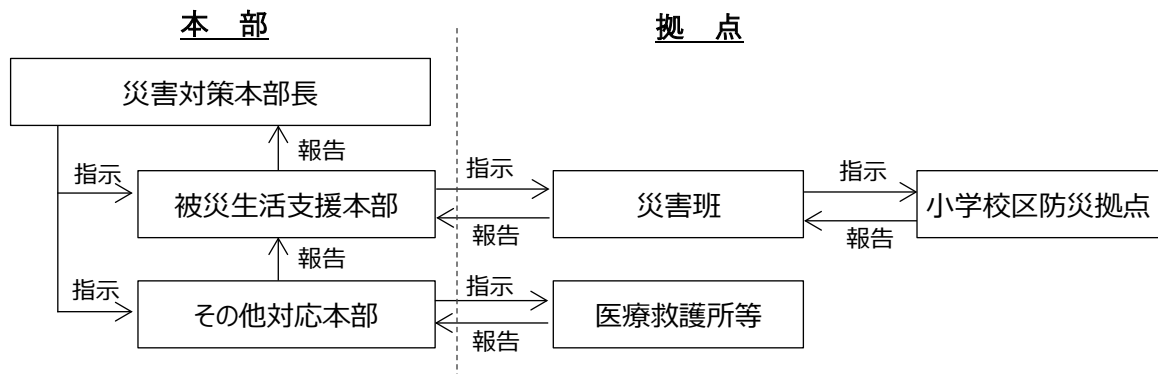 本 部
拠 点
災害対策本部長
報告
指示
指示
指示
被災生活支援本部
災害班
小学校区防災拠点
報告
報告
報告
指示
指示
その他対応本部
医療救護所等
報告